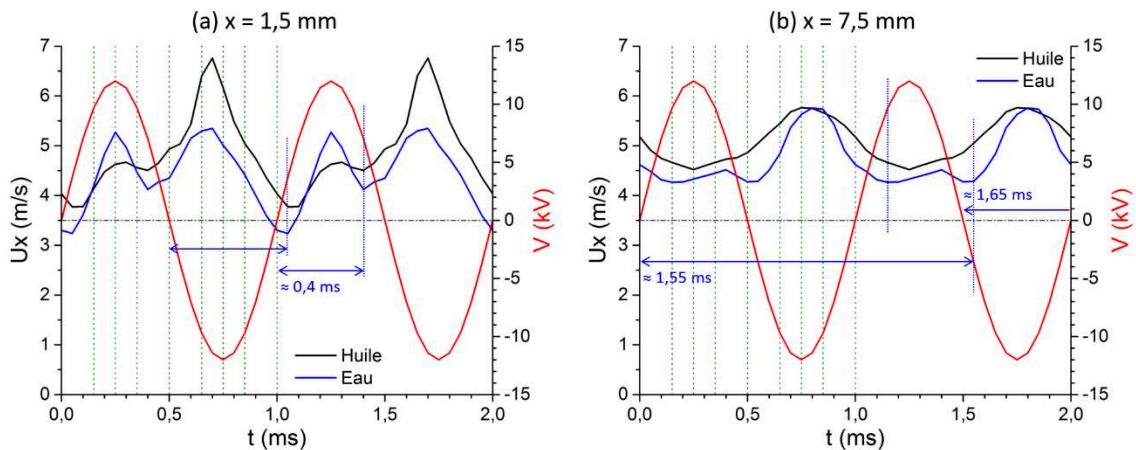 (a) x = 1,5 mm
7
6
5
4
3
2
1
0
Ux (m/s)
15
10
5
0
-5
-10
-15
V (kV)
≈ 0,4 ms
Huile
Eau
0,0 0,5 1,0 1,5 2,0
t (ms)
(b) x = 7,5 mm
7
6
5
4
3
2
1
0
Ux (m/s)
Huile
Eau
15
10
5
0
-5
-10
-15
V (kV)
≈ 1,65 ms
≈ 1,55 ms
0,0 0,5 1,0 1,5 2,0
t (ms)